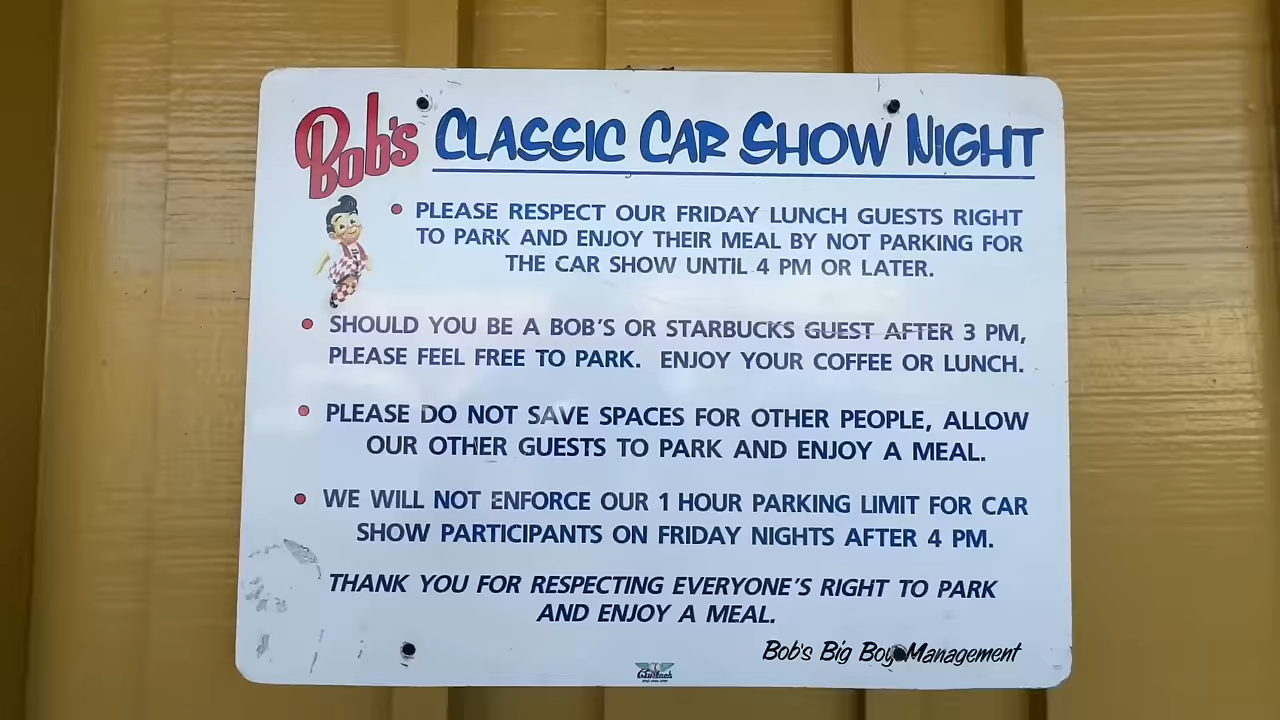 Bob's CLASSIC CAR SHOW NIGHT
• PLEASE RESPECT OUR FRIDAY LUNCH GUESTS RIGHT
TO PARK AND ENJOY THEIR MEAL BY NOT PARKING FOR
THE CAR SHOW UNTIL 4 PM OR LATER.
• SHOULD YOU BE A BOB'S OR STARBUCKS GUEST AFTER 3 PM,
PLEASE FEEL FREE TO PARK. ENJOY YOUR COFFEE OR LUNCH.
• PLEASE DO NOT SAVE SPACES FOR OTHER PEOPLE, ALLOW
OUR OTHER GUESTS TO PARK AND ENJOY A MEAL.
• WE WILL NOT ENFORCE OUR 1 HOUR PARKING LIMIT FOR CAR
SHOW PARTICIPANTS ON FRIDAY NIGHTS AFTER 4 PM.
THANK YOU FOR RESPECTING EVERYONE'S RIGHT TO PARK
AND ENJOY A MEAL.
Bob's Big Boy Management